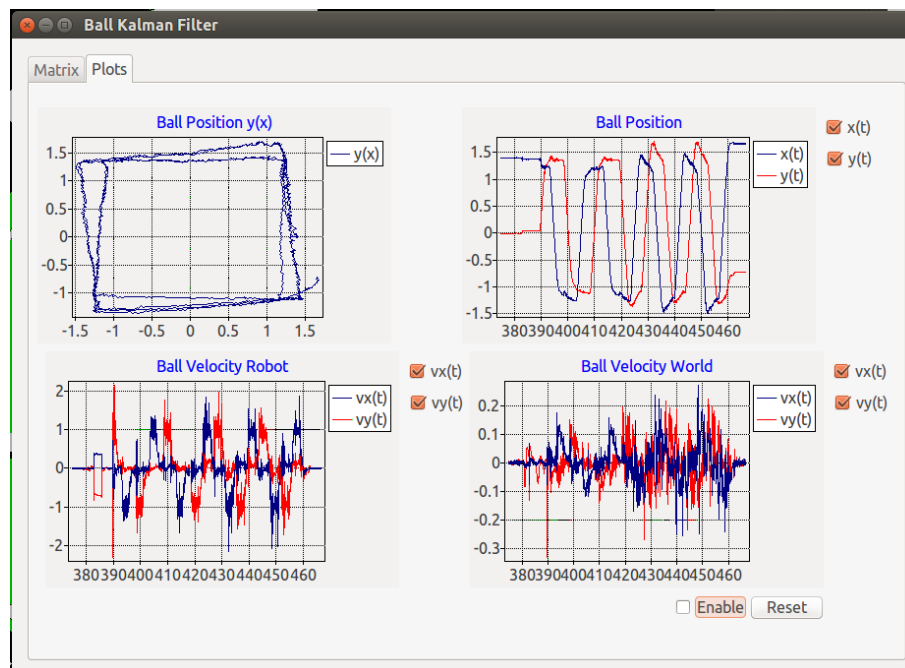 Ball Kalman Filter
Matrix
Plots
Ball Position y(x)
1.5
1
0.5
0
-0.5
-1
-1.5 -1 -0.5 0 0.5 1 1.5
y(x)
Ball Position
1.5
1
0.5
0
-0.5
-1
-1.5
380390400410420430440450460
x(t)
y(t)
x(t)
y(t)
Ball Velocity Robot
2
1
0
-1
-2
380390400410420430440450460
vx(t)
vy(t)
vx(t)
vy(t)
Ball Velocity World
0.2
0.1
0
-0.1
-0.2
-0.3
380390400410420430440450460
vx(t)
vy(t)
vx(t)
vy(t)
Enable
Reset